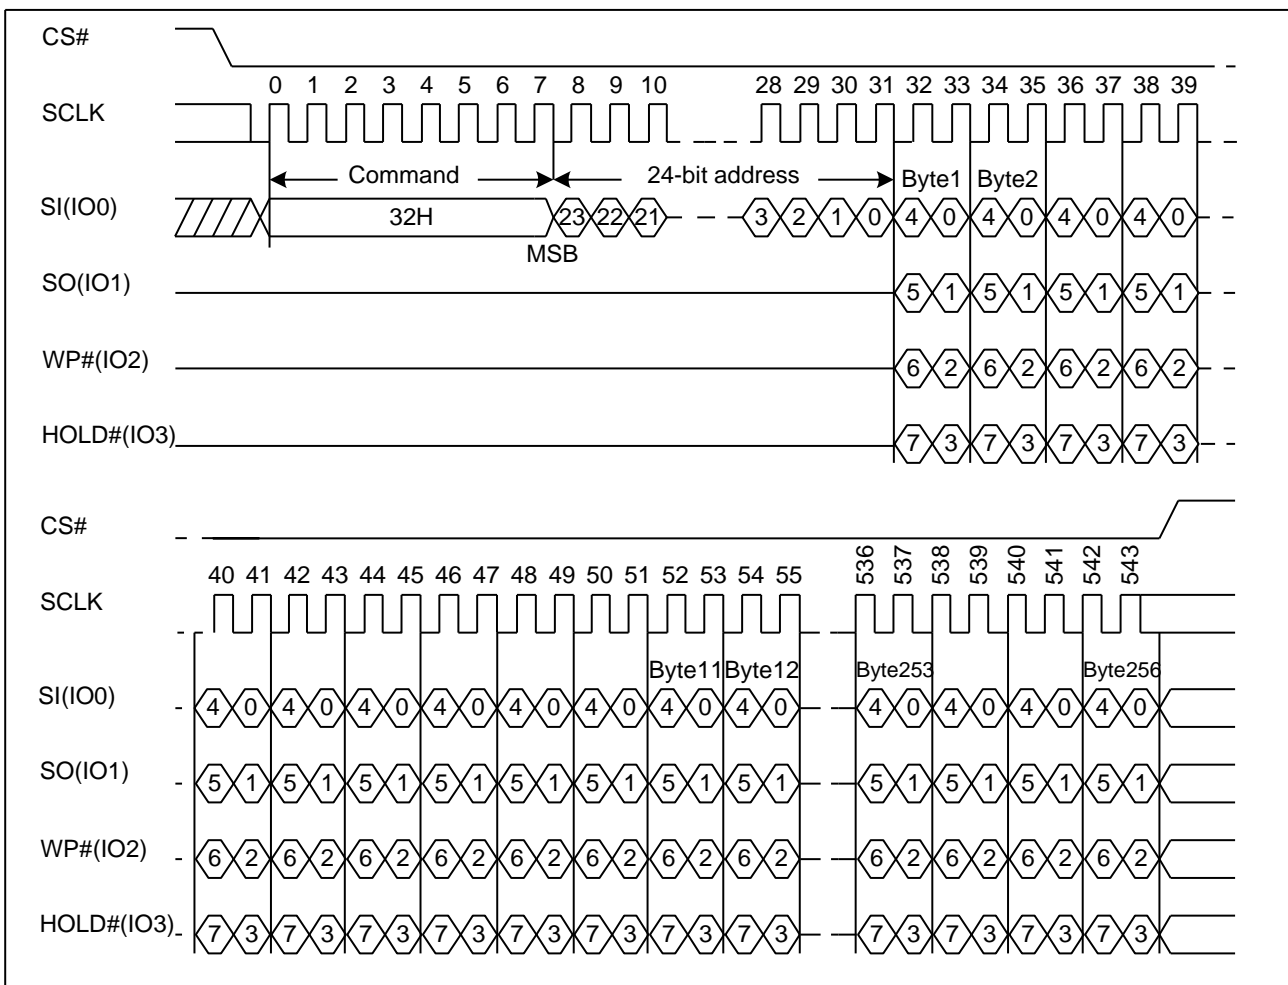 CS#
0 1 2 3 4 5 6 7 8 9 10 28 29 30 31 32 33 34 35 36 37 38 39
SCLK
Command 24-bit address Byte1 Byte2
SI(IO0) 32H 23 22 21 3 2 1 0 4 0 4 0 4 0 4 0
MSB
SO(IO1) 5 1 5 1 5 1 5 1
WP#(IO2) 6 2 6 2 6 2 6 2
HOLD#(IO3) 7 3 7 3 7 3 7 3
CS#
40 41 42 43 44 45 46 47 48 49 50 51 52 53 54 55 536 537 538 539 540 541 542 543
SCLK
Byte11 Byte12 Byte253 Byte256
SI(IO0) 4 0 4 0 4 0 4 0 4 0 4 0 4 0 4 0 4 0 4 0 4 0 4 0
SO(IO1) 5 1 5 1 5 1 5 1 5 1 5 1 5 1 5 1 5 1 5 1 5 1 5 1
WP#(IO2) 6 2 6 2 6 2 6 2 6 2 6 2 6 2 6 2 6 2 6 2 6 2 6 2
HOLD#(IO3) 7 3 7 3 7 3 7 3 7 3 7 3 7 3 7 3 7 3 7 3 7 3 7 3